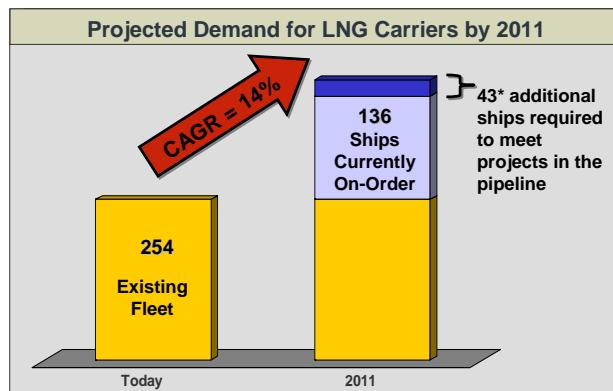 Projected Demand for LNG Carriers by 2011
CAGR = 14%
43* additional
ships required
to meet
projects in the
pipeline
136
Ships
Currently
On-Order
254
Existing
Fleet
Today
2011